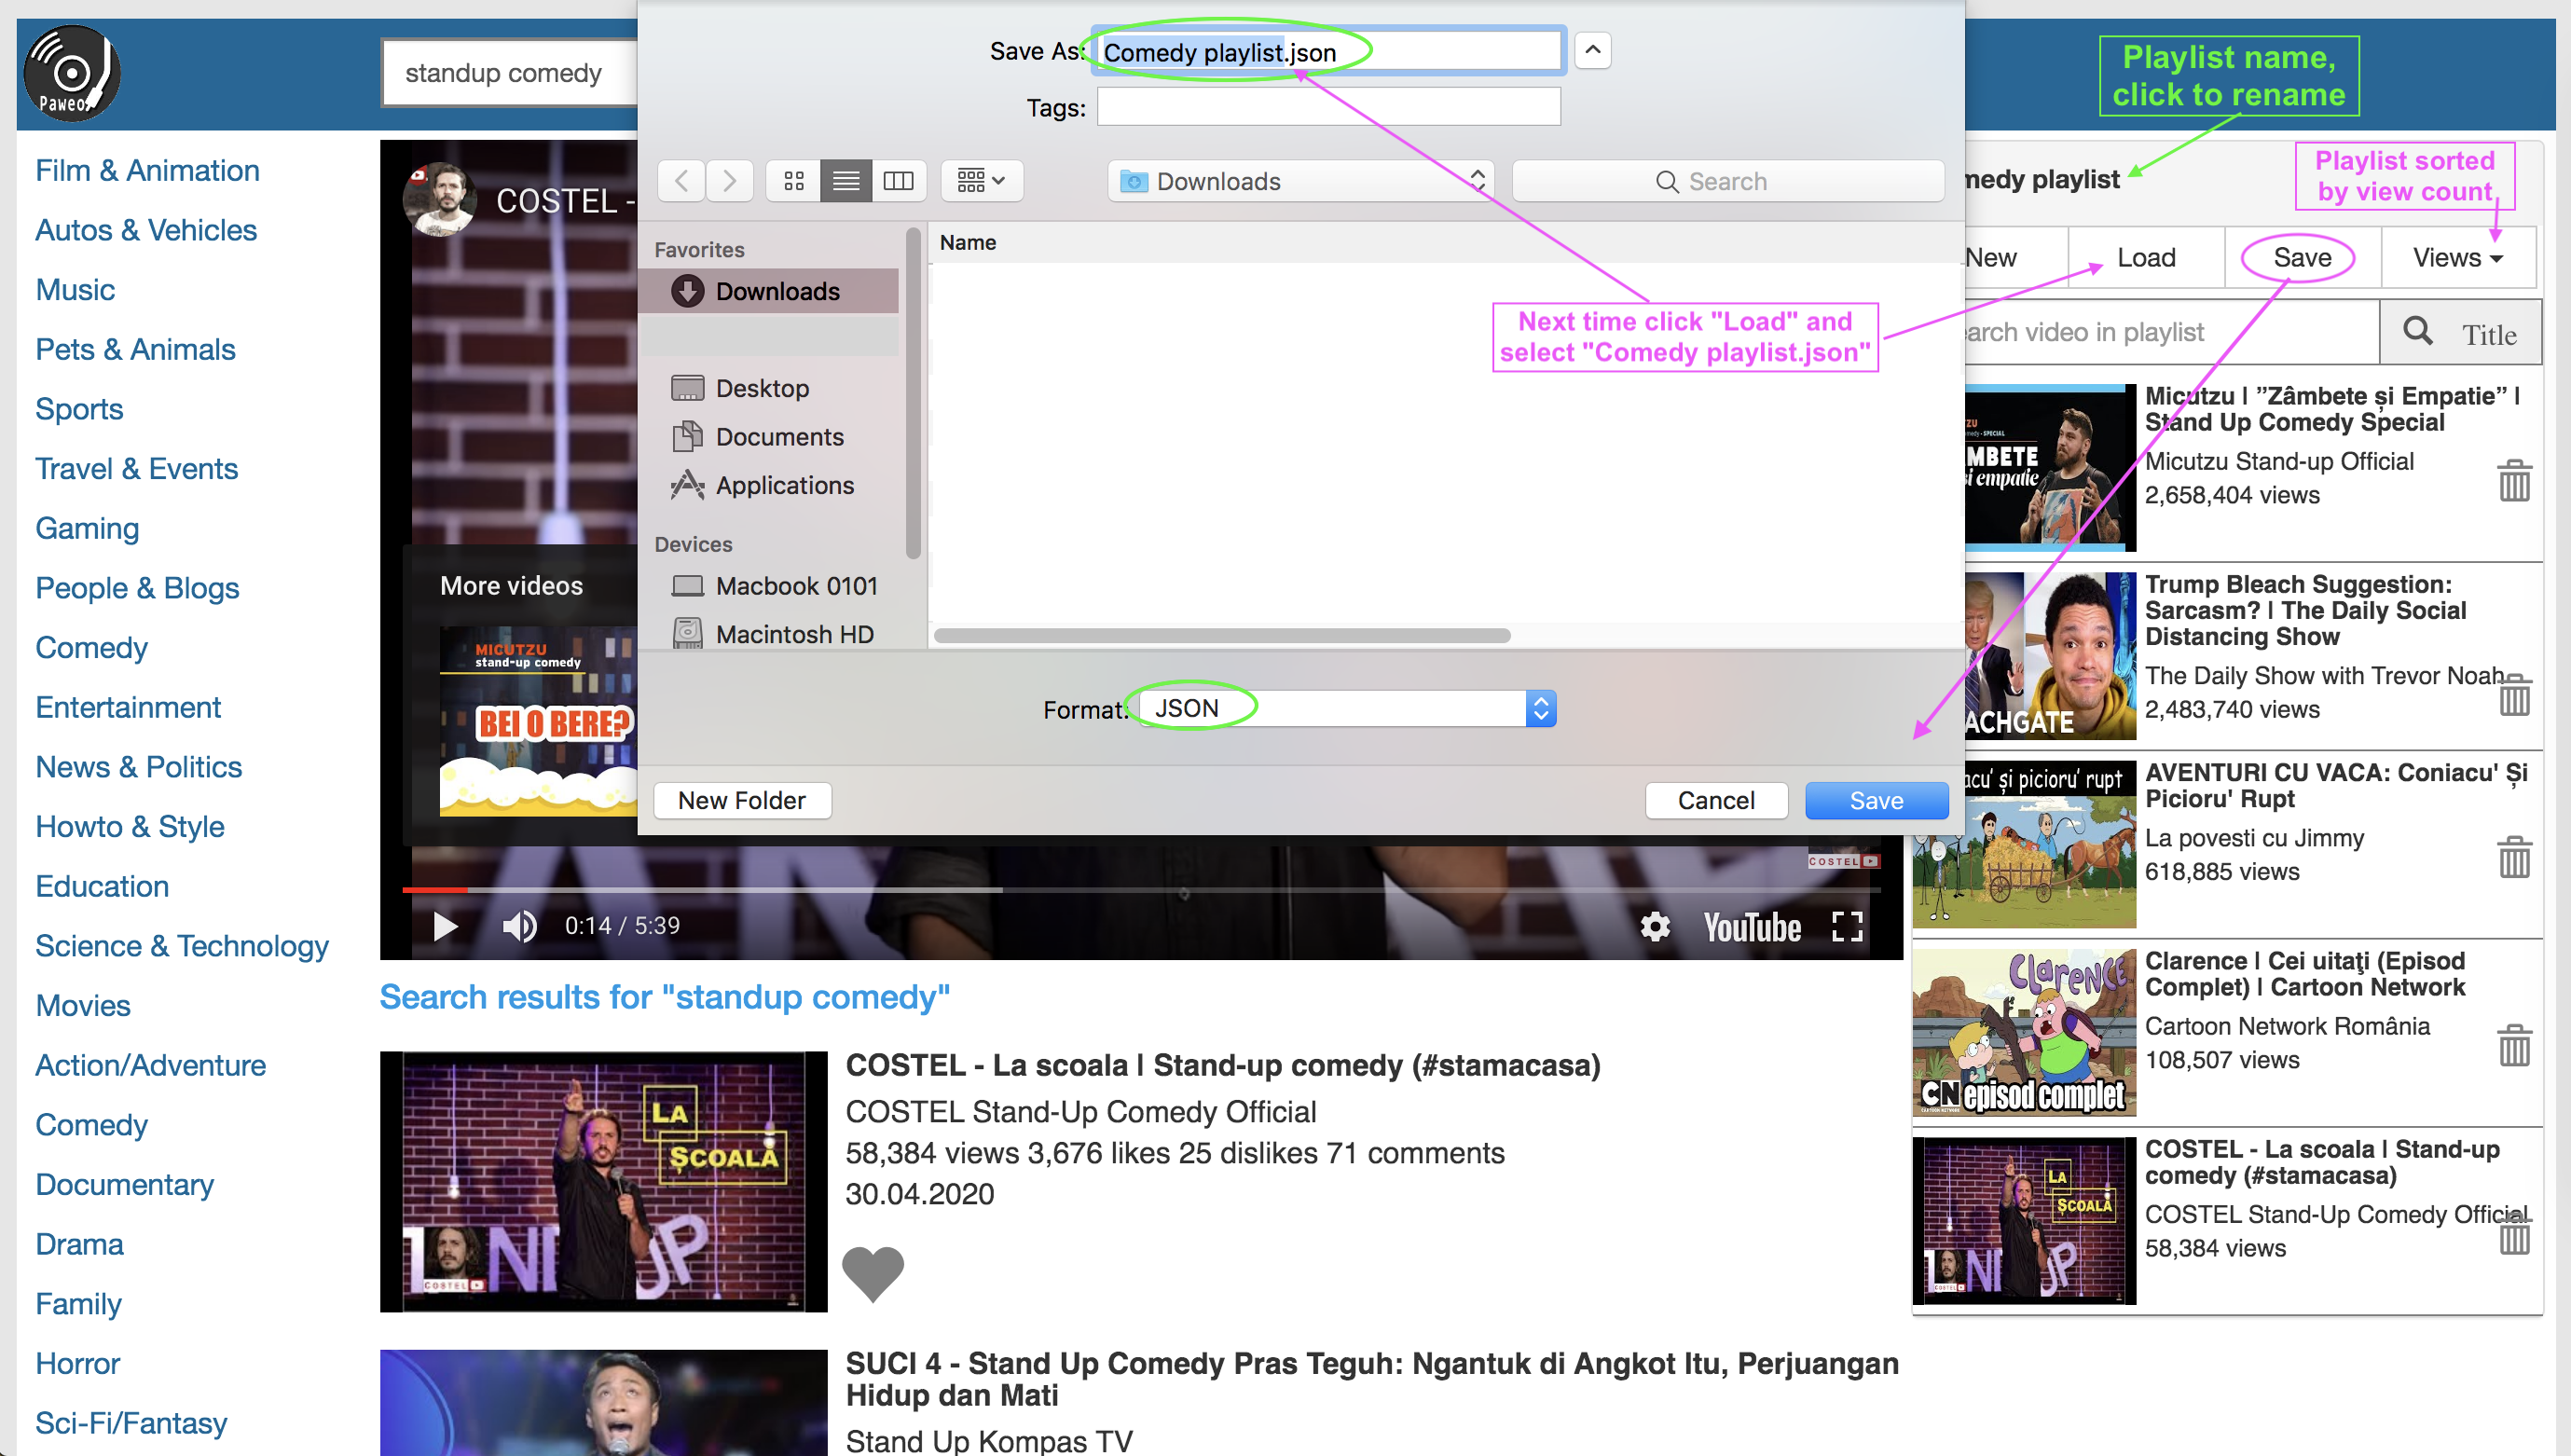 Paweo
standup comedy
Save As:
Comedy playlist.json
Tags:
Downloads
Search
Playlist name,
click to rename
medy playlist
Playlist sorted
by view count
New
Load
Save
Views
arch video in playlist
Title
Film & Animation
Autos & Vehicles
Music
Pets & Animals
Sports
Travel & Events
Gaming
People & Blogs
Comedy
Entertainment
News & Politics
Howto & Style
Education
Science & Technology
Movies
Action/Adventure
Comedy
Documentary
Drama
Family
Horror
Sci-Fi/Fantasy
COSTEL -
More videos
MICUTZU
stand-up comedy
BEI O BERE?
Favorites
Downloads
Desktop
Documents
Applications
Devices
Macbook 0101
Macintosh HD
Name
Next time click "Load" and
select "Comedy playlist.json"
Format:
JSON
New Folder
Cancel
Save
COSTEL
0:14 / 5:39
YouTube
Search results for "standup comedy"
LA
ȘCOALĂ
COSTEL
COSTEL - La scoala | Stand-up comedy (#stamacasa)
COSTEL Stand-Up Comedy Official
58,384 views 3,676 likes 25 dislikes 71 comments
30.04.2020
SUCI 4 - Stand Up Comedy Pras Teguh: Ngantuk di Angkot Itu, Perjuangan
Hidup dan Mati
Stand Up Kompas TV
ZU
SPECIAL
MBETE
și empatie
Micutzu | ”Zâmbete și Empatie” |
Stand Up Comedy Special
Micutzu Stand-up Official
2,658,404 views
ACHGATE
Trump Bleach Suggestion:
Sarcasm? | The Daily Social
Distancing Show
The Daily Show with Trevor Noah
2,483,740 views
acu’ și picioru’ rupt
AVENTURI CU VACA: Coniacu' Și
Picioru' Rupt
La povesti cu Jimmy
618,885 views
CLARENCE
CN episod complet
CARTOON NETWORK
Clarence | Cei uitaţi (Episod
Complet) | Cartoon Network
Cartoon Network România
108,507 views
LA
ȘCOALĂ
COSTEL
COSTEL - La scoala | Stand-up
comedy (#stamacasa)
COSTEL Stand-Up Comedy Official
58,384 views